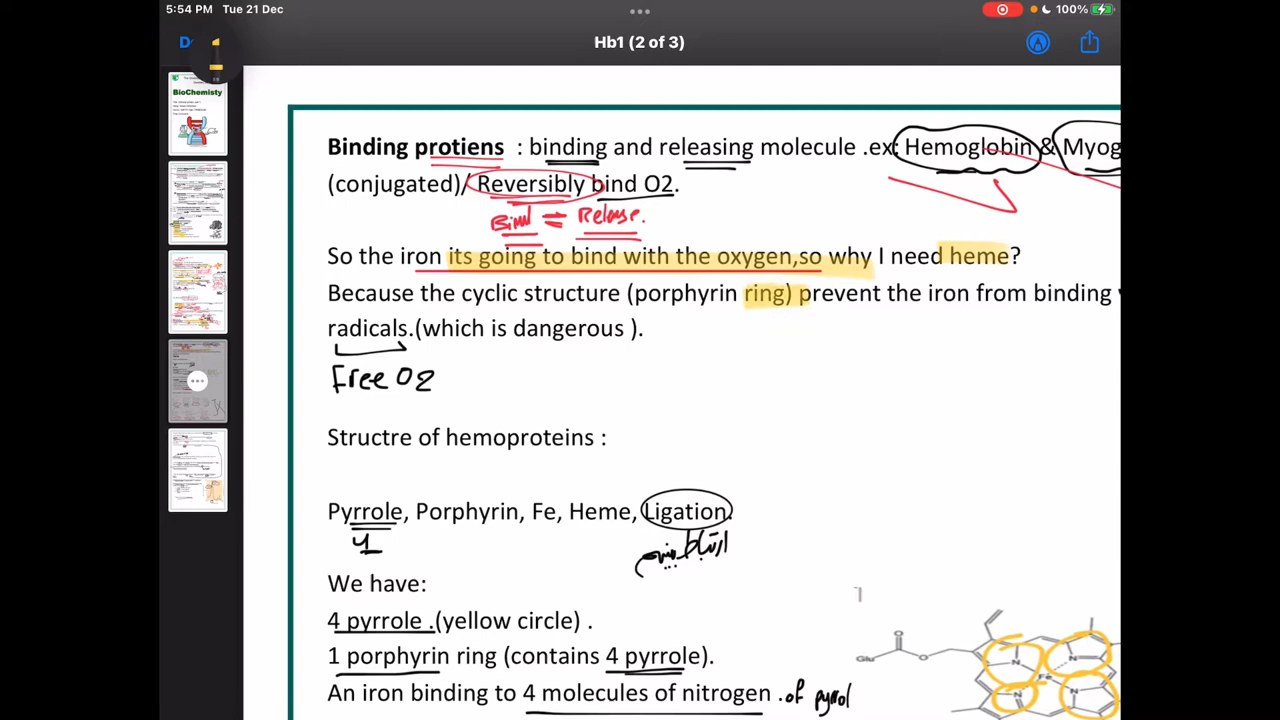 5:54 PM Tue 21 Dec
100%
Hb1 (2 of 3)
BioChemisty
Binding protiens : binding and releasing molecule .ex: Hemoglobin & Myog
(conjugated)/ Reversibly bind O2.
Bind = Release.
So the iron its going to bind with the oxygen,so why I need heme?
Because the cyclic structure (porphyrin ring) prevent the iron from binding
radicals.(which is dangerous ).
Free O2
Structre of hemoproteins :
Pyrrole, Porphyrin, Fe, Heme, Ligation.
4
ارتباط بينهم
We have:
4 pyrrole .(yellow circle) .
1 porphyrin ring (contains 4 pyrrole).
An iron binding to 4 molecules of nitrogen . of pyrrol
Glu
O
O
N
N
Fe
N
N